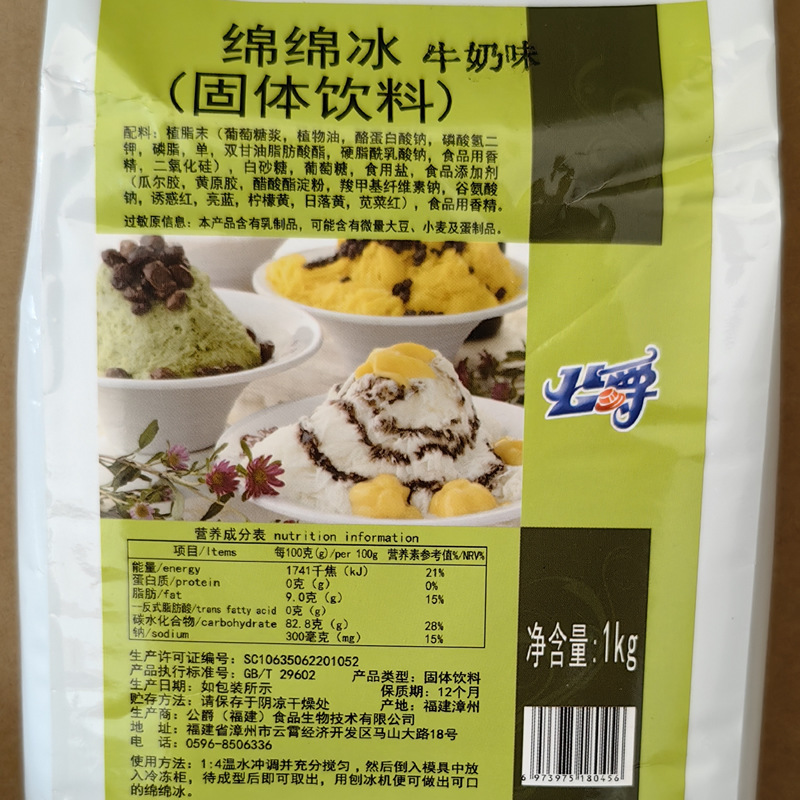 绵绵冰 牛奶味
（固体饮料）
配料：植脂末（葡萄糖浆，植物油，酪蛋白酸钠，磷酸氢二
钾，磷脂，单，双甘油脂肪酸酯，硬脂酰乳酸钠，食品用香
精，二氧化硅），白砂糖，葡萄糖，食用盐，食品添加剂
（瓜尔胶，黄原胶，醋酸酯淀粉，羧甲基纤维素钠，谷氨酸
钠，诱惑红，亮蓝，柠檬黄，日落黄，苋菜红），食品用香精。
过敏原信息：本产品含有乳制品，可能含有微量大豆、小麦及蛋制品。
公爵
营养成分表 nutrition information
项目/Items 每100克(g)/per 100g 营养素参考值%/NRV%
能量/energy 1741千焦（kJ） 21%
蛋白质/protein 0克（g） 0%
脂肪/fat 9.0克（g） 15%
—反式脂肪酸/trans fatty acid 0克（g）
碳水化合物/carbohydrate 82.8克（g） 28%
钠/sodium 300毫克（mg） 15%
净含量：1kg
生产许可证编号：SC10635062201052
产品执行标准号：GB/T 29602 产品类型：固体饮料
生产日期：如包装所示 保质期：12个月
贮存方法：请保存于阴凉干燥处 产地：福建漳州
生产商：公爵（福建）食品生物技术有限公司
地 址：福建省漳州市云霄经济开发区马山大路18号
电 话：0596-8506336
使用方法：1:4温水冲调并充分搅匀，然后倒入模具中放
入冷冻柜，待成型后即可取出，用刨冰机便可做出可口
的绵绵冰。
6 973975 180456